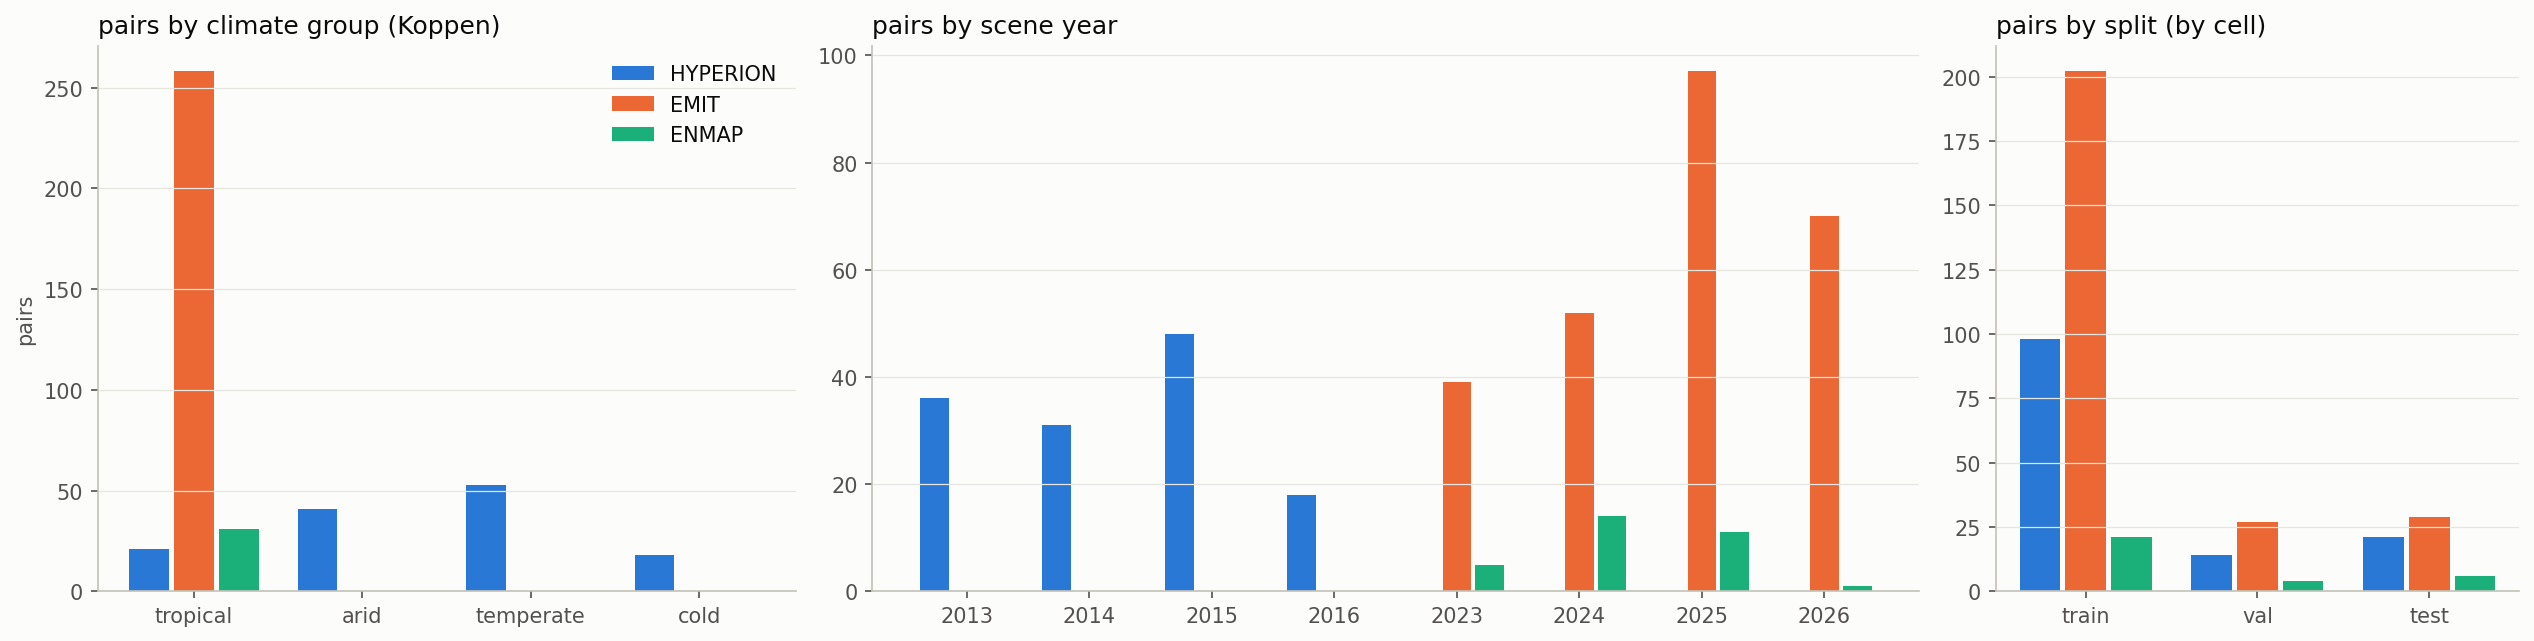 pairs by climate group (Koppen)
pairs
250
200
150
100
50
0
tropical
arid
temperate
cold
HYPERION
EMIT
ENMAP
pairs by scene year
100
80
60
40
20
0
2013
2014
2015
2016
2023
2024
2025
2026
pairs by split (by cell)
200
175
150
125
100
75
50
25
0
train
val
test